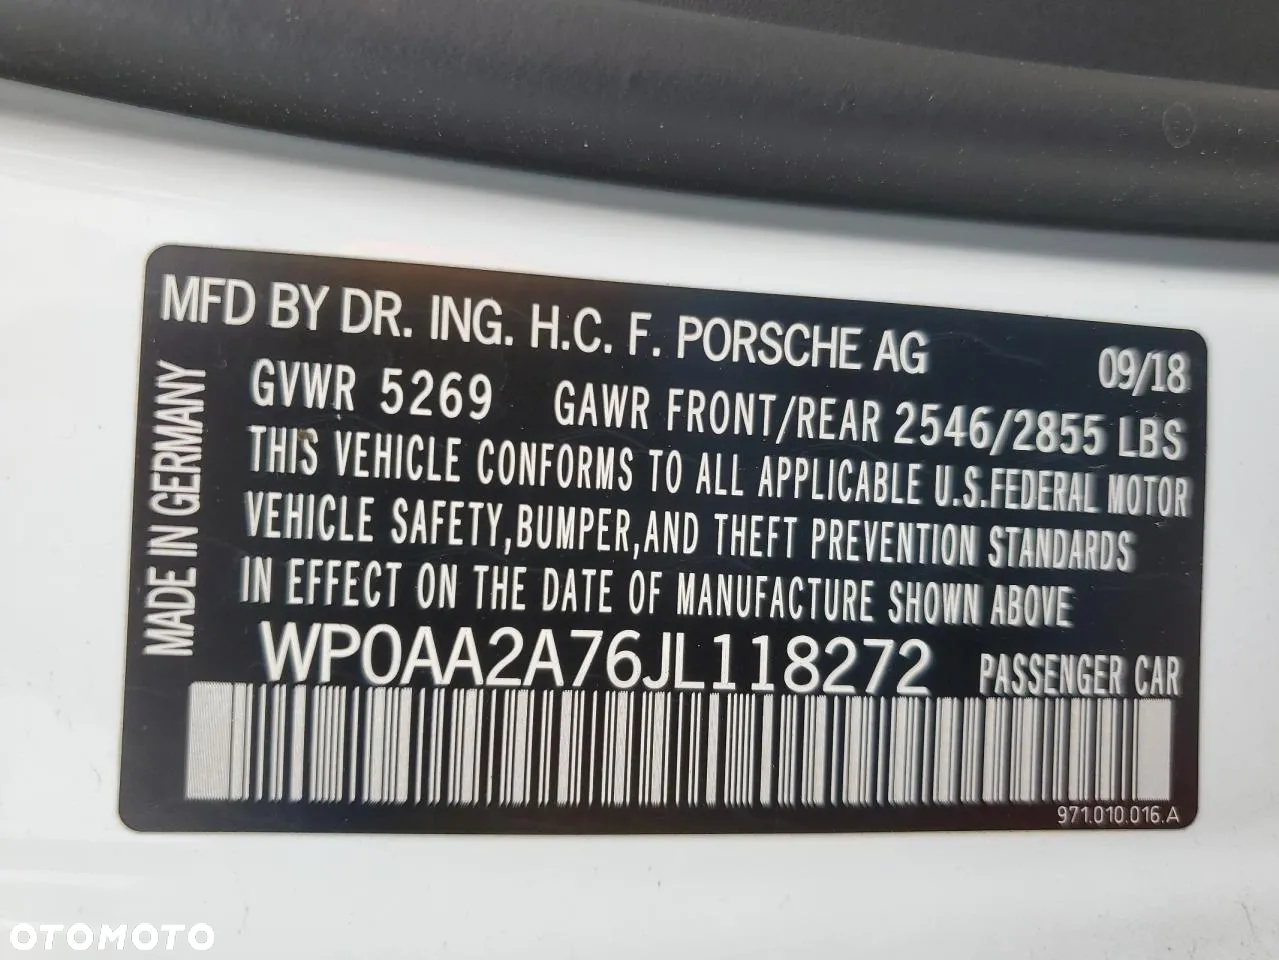 MFD BY DR. ING. H.C. F. PORSCHE AG 09/18
GVWR 5269 GAWR FRONT/REAR 2546/2855 LBS
THIS VEHICLE CONFORMS TO ALL APPLICABLE U.S.FEDERAL MOTOR
VEHICLE SAFETY,BUMPER,AND THEFT PREVENTION STANDARDS
IN EFFECT ON THE DATE OF MANUFACTURE SHOWN ABOVE
WP0AA2A76JL118272 PASSENGER CAR
971.010.016.A
MADE IN GERMANY
OTOMOTO